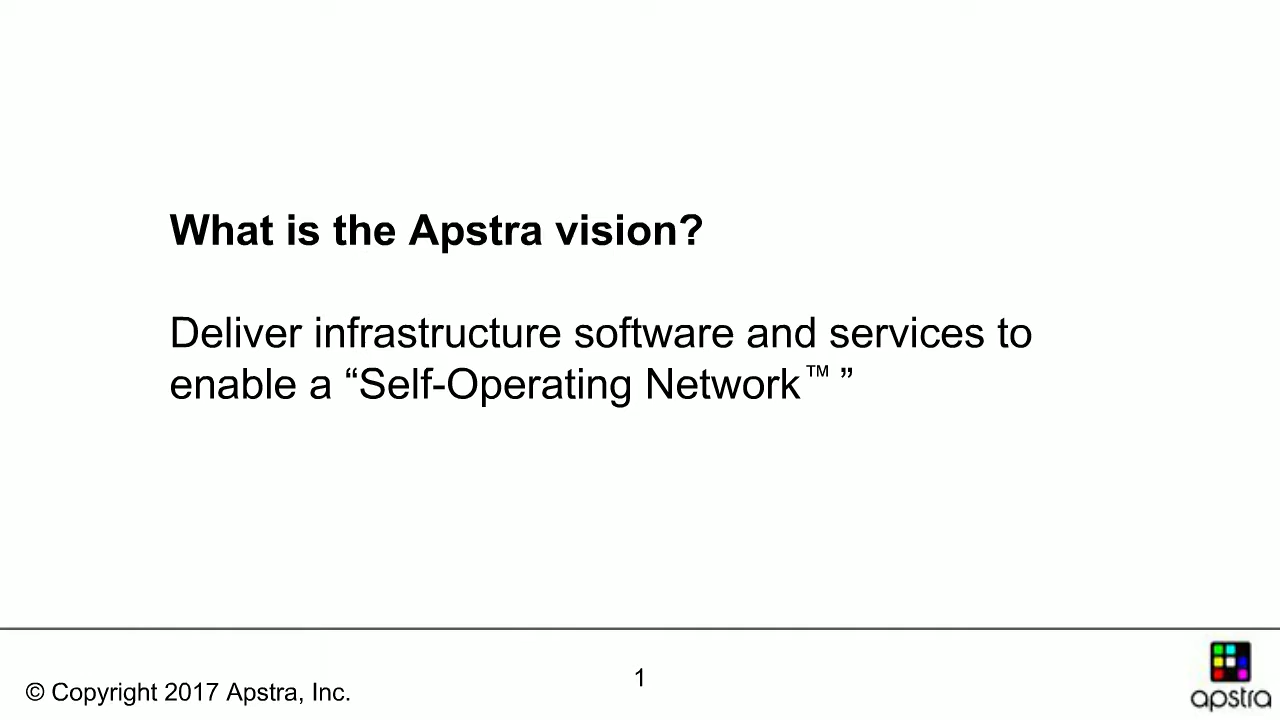 What is the Apstra vision?
Deliver infrastructure software and services to
enable a “Self-Operating Network™ ”
© Copyright 2017 Apstra, Inc.
1
apstra